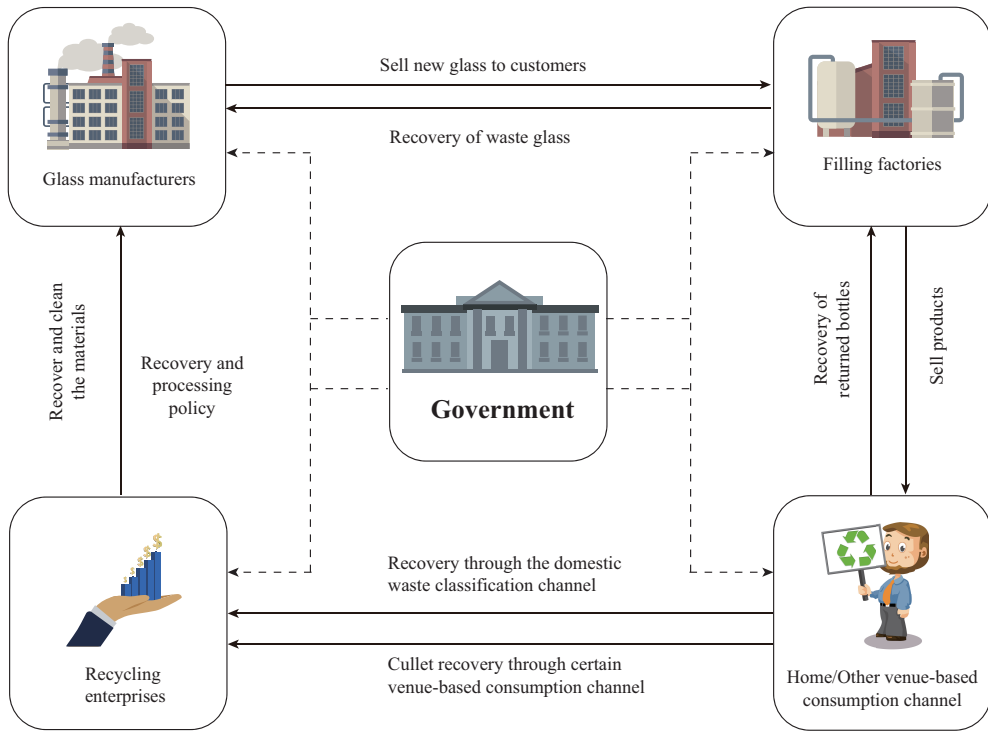 Sell new glass to customers
Recovery of waste glass
Glass manufacturers
Filling factories
Recover and clean
the materials
Recovery and
processing
policy
Government
Recovery of
returned bottles
Sell products
Recovery through the domestic
waste classification channel
Cullet recovery through certain
venue-based consumption channel
Recycling
enterprises
Home/Other venue-based
consumption channel
$
$
$
$
$